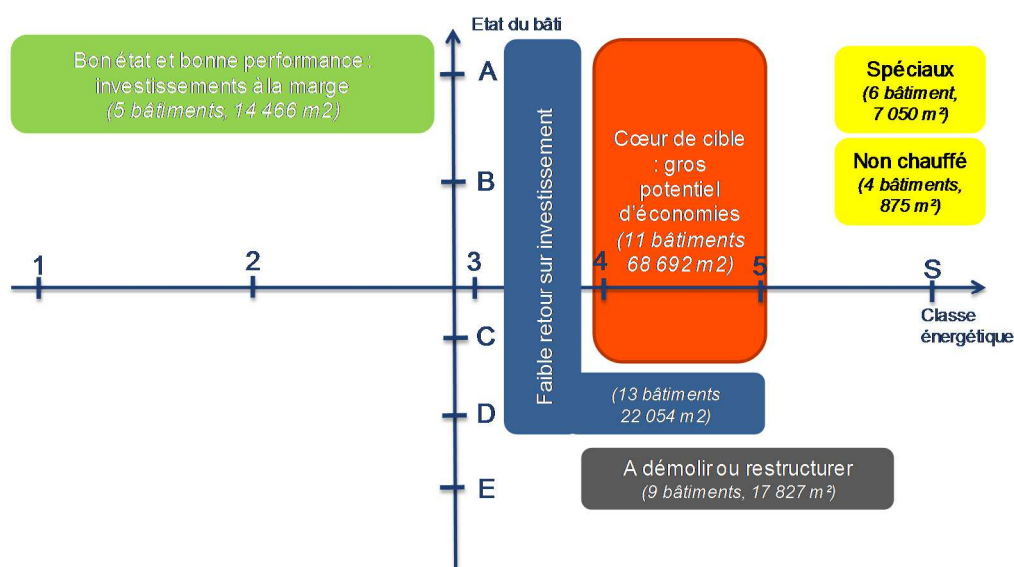 Etat du bâti
Bon état et bonne performance :
investissements à la marge
(5 bâtiments, 14 466 m2)
A
B
Faible retour sur investissement
Cœur de cible
: gros
potentiel
d'économies
(11 bâtiments
68 692 m2)
Spéciaux
(6 bâtiment,
7 050 m²)
Non chauffé
(4 bâtiments,
875 m²)
1
2
3
4
5
S
Classe
énergétique
C
D
(13 bâtiments
22 054 m2)
E
A démolir ou restructurer
(9 bâtiments, 17 827 m²)